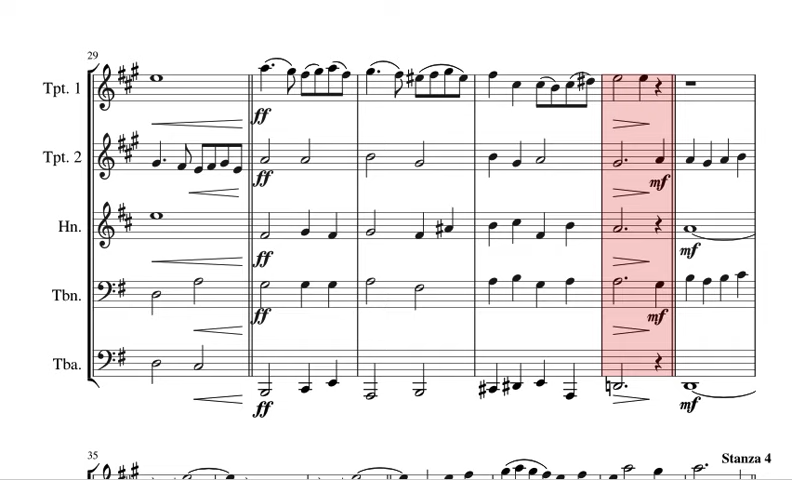 29
Tpt. 1
ff
Tpt. 2
ff
mf
Hn.
ff
mf
Tbn.
ff
mf
Tba.
ff
mf
35
Stanza 4